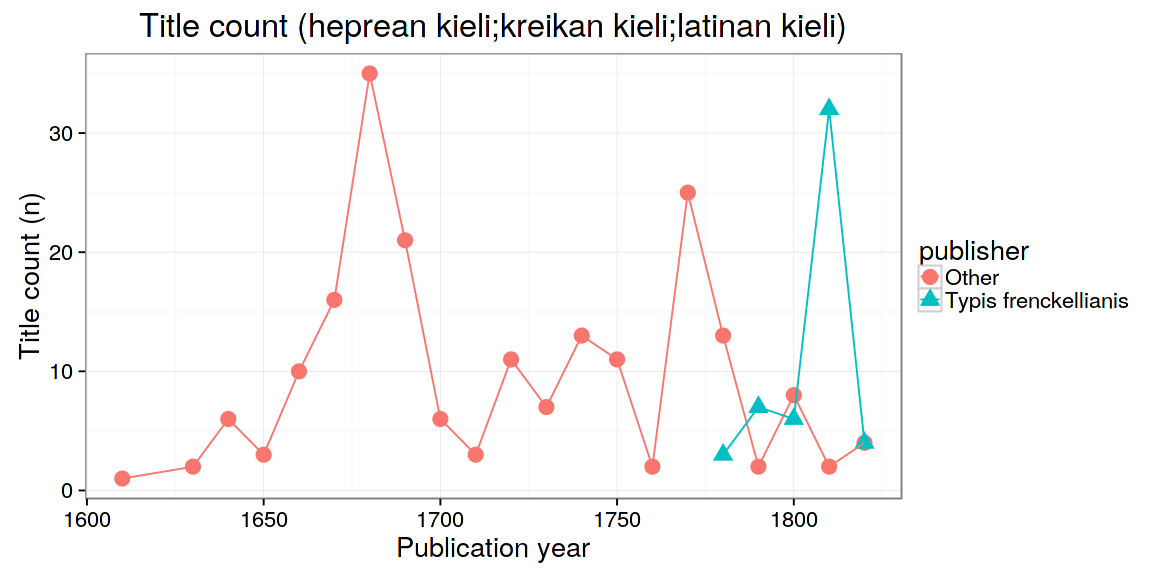 Title count (heprean kieli;kreikan kieli;latinan kieli)
Title count (n)
30
20
10
0
1600
1650
1700
1750
1800
Publication year
publisher
Other
Typis frenckellianis